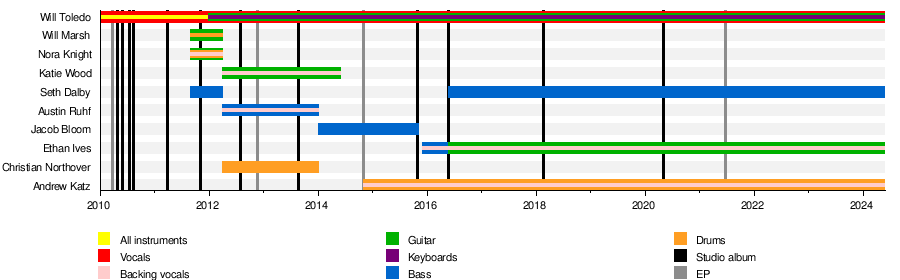 Will Toledo
Will Marsh
Nora Knight
Katie Wood
Seth Dalby
Austin Ruhf
Jacob Bloom
Ethan Ives
Christian Northover
Andrew Katz
2010 2012 2014 2016 2018 2020 2022 2024
All instruments Guitar Drums
Vocals Keyboards Studio album
Backing vocals Bass EP